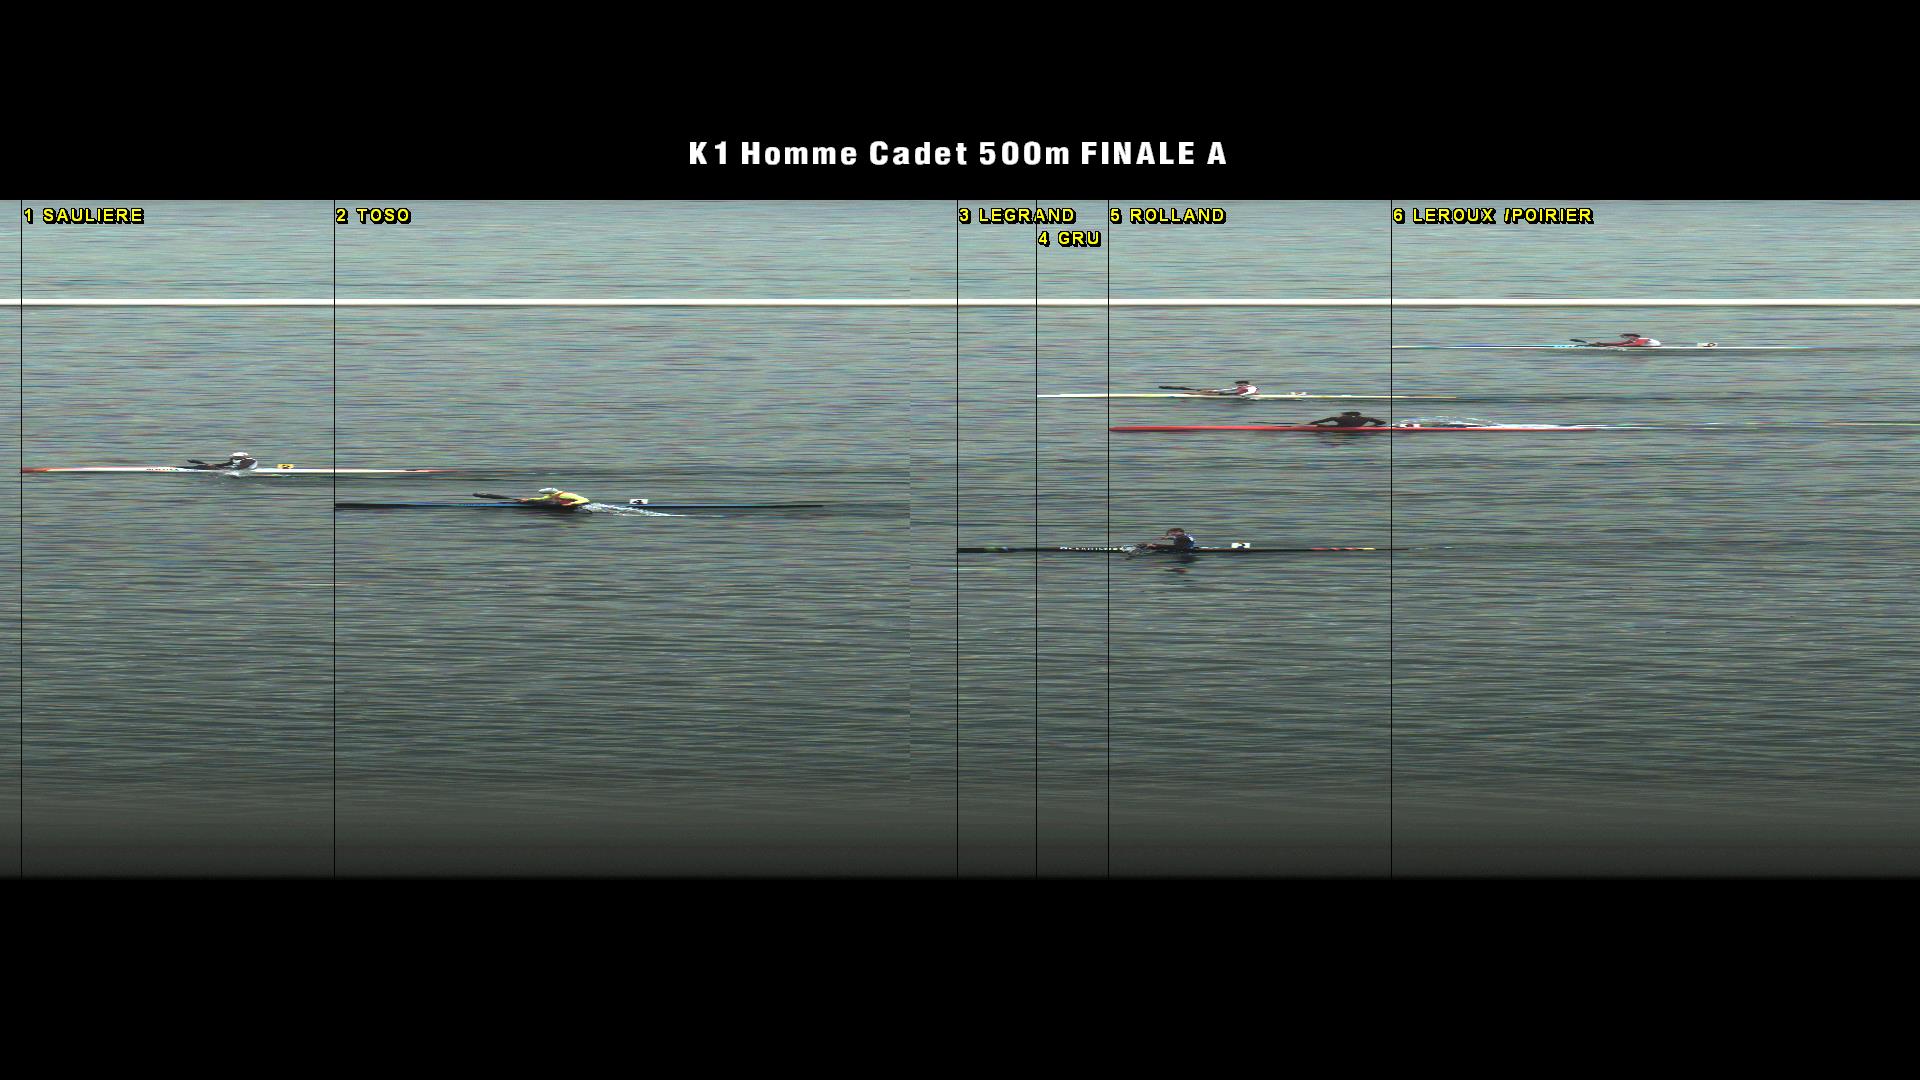 K1 Homme Cadet 500m FINALE A
1 SAULIERE
2 TOSO
3 LEGRAND
4 GRU
5 ROLLAND
6 LEROUX /POIRIER